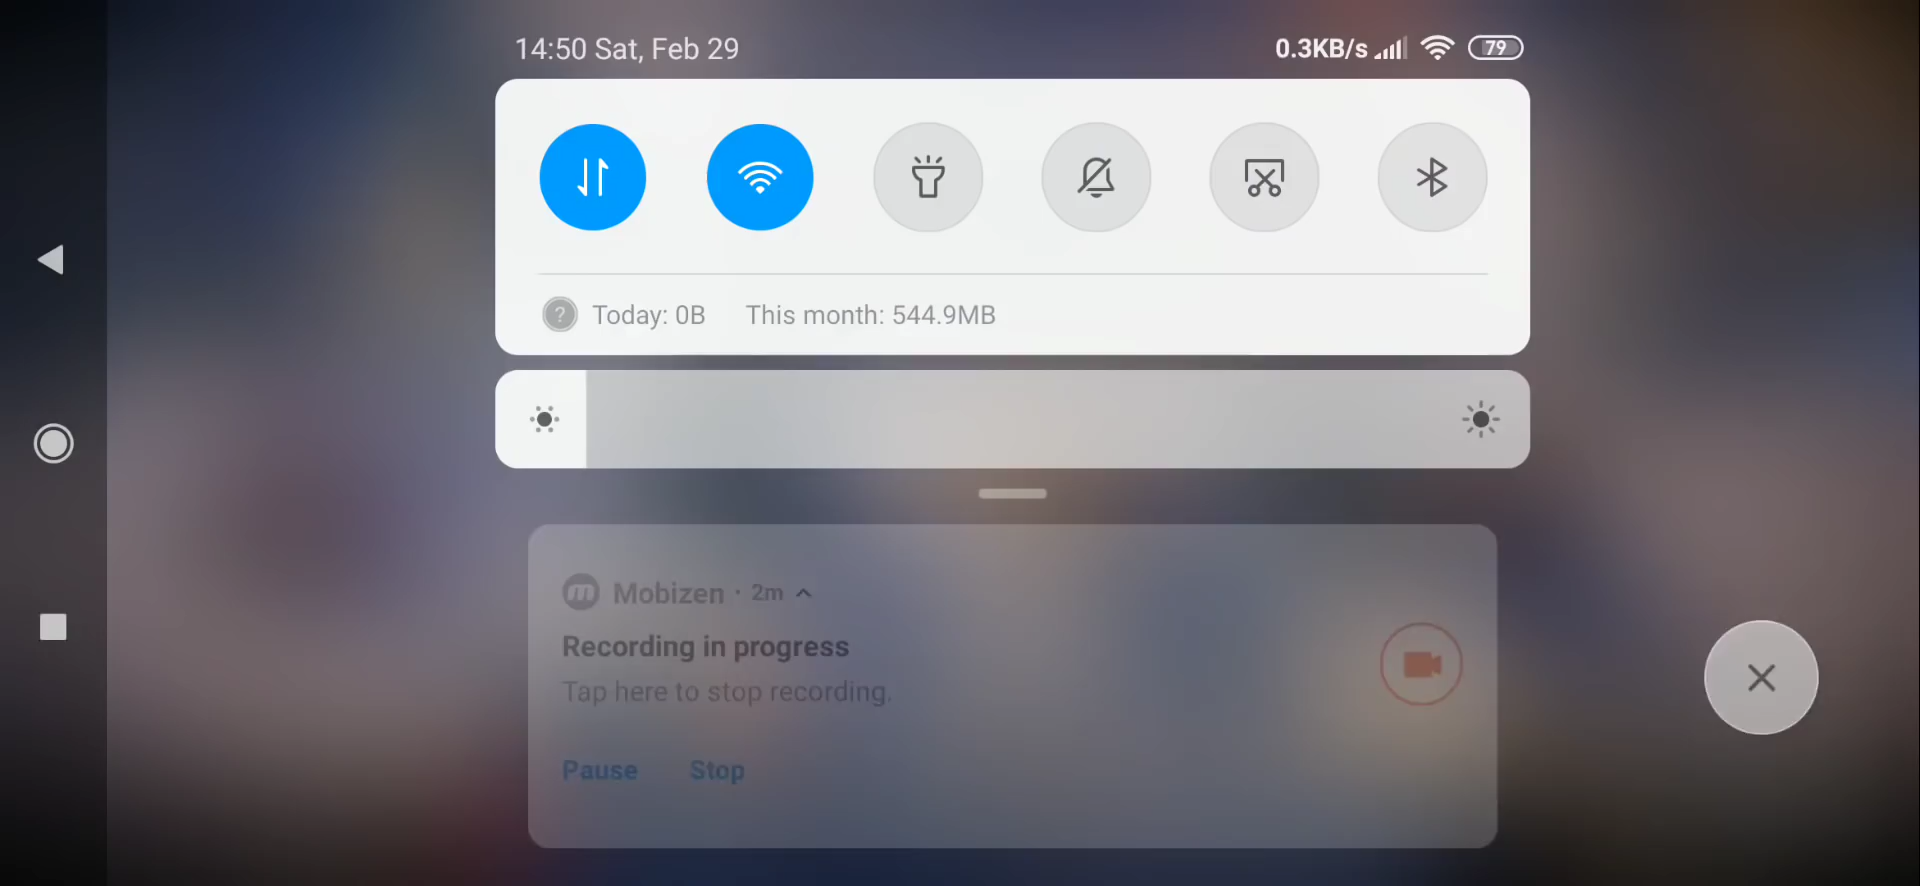 14:50 Sat, Feb 29
0.3KB/s 79
? Today: 0B This month: 544.9MB
m Mobizen · 2m
Recording in progress
Tap here to stop recording.
Pause Stop